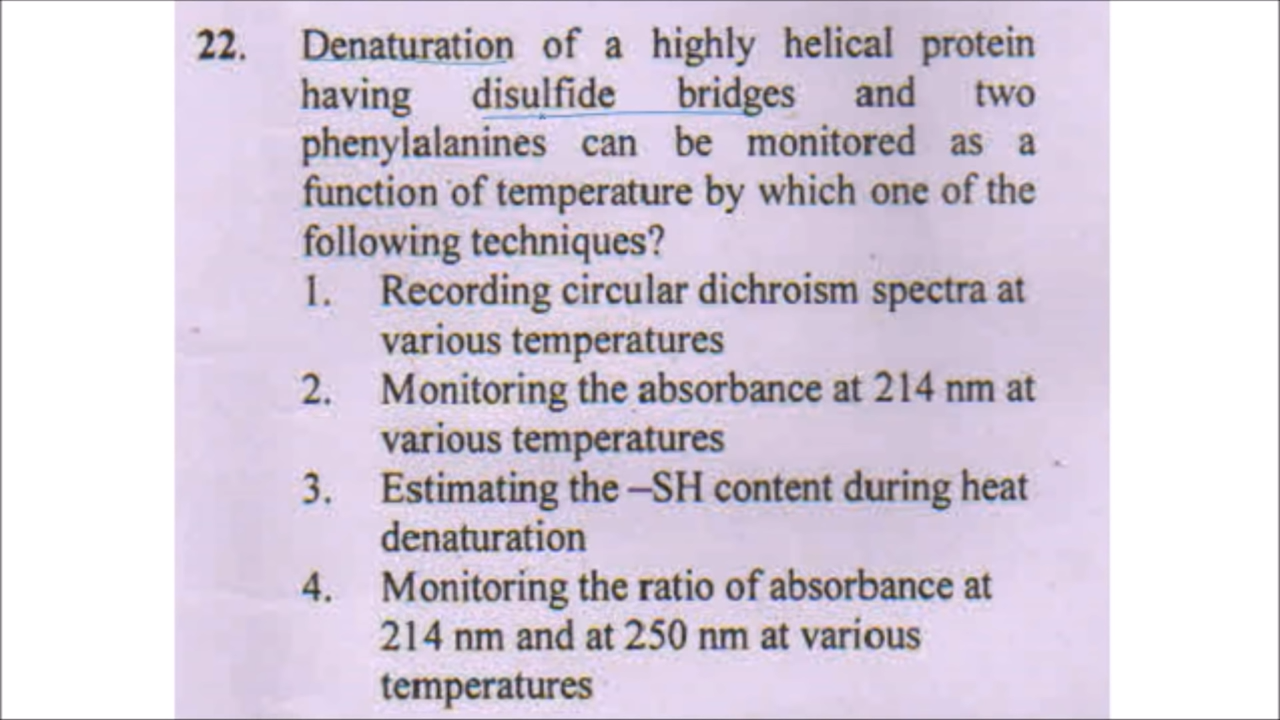 22. Denaturation of a highly helical protein
having disulfide bridges and two
phenylalanines can be monitored as a
function of temperature by which one of the
following techniques?
1. Recording circular dichroism spectra at
various temperatures
2. Monitoring the absorbance at 214 nm at
various temperatures
3. Estimating the –SH content during heat
denaturation
4. Monitoring the ratio of absorbance at
214 nm and at 250 nm at various
temperatures